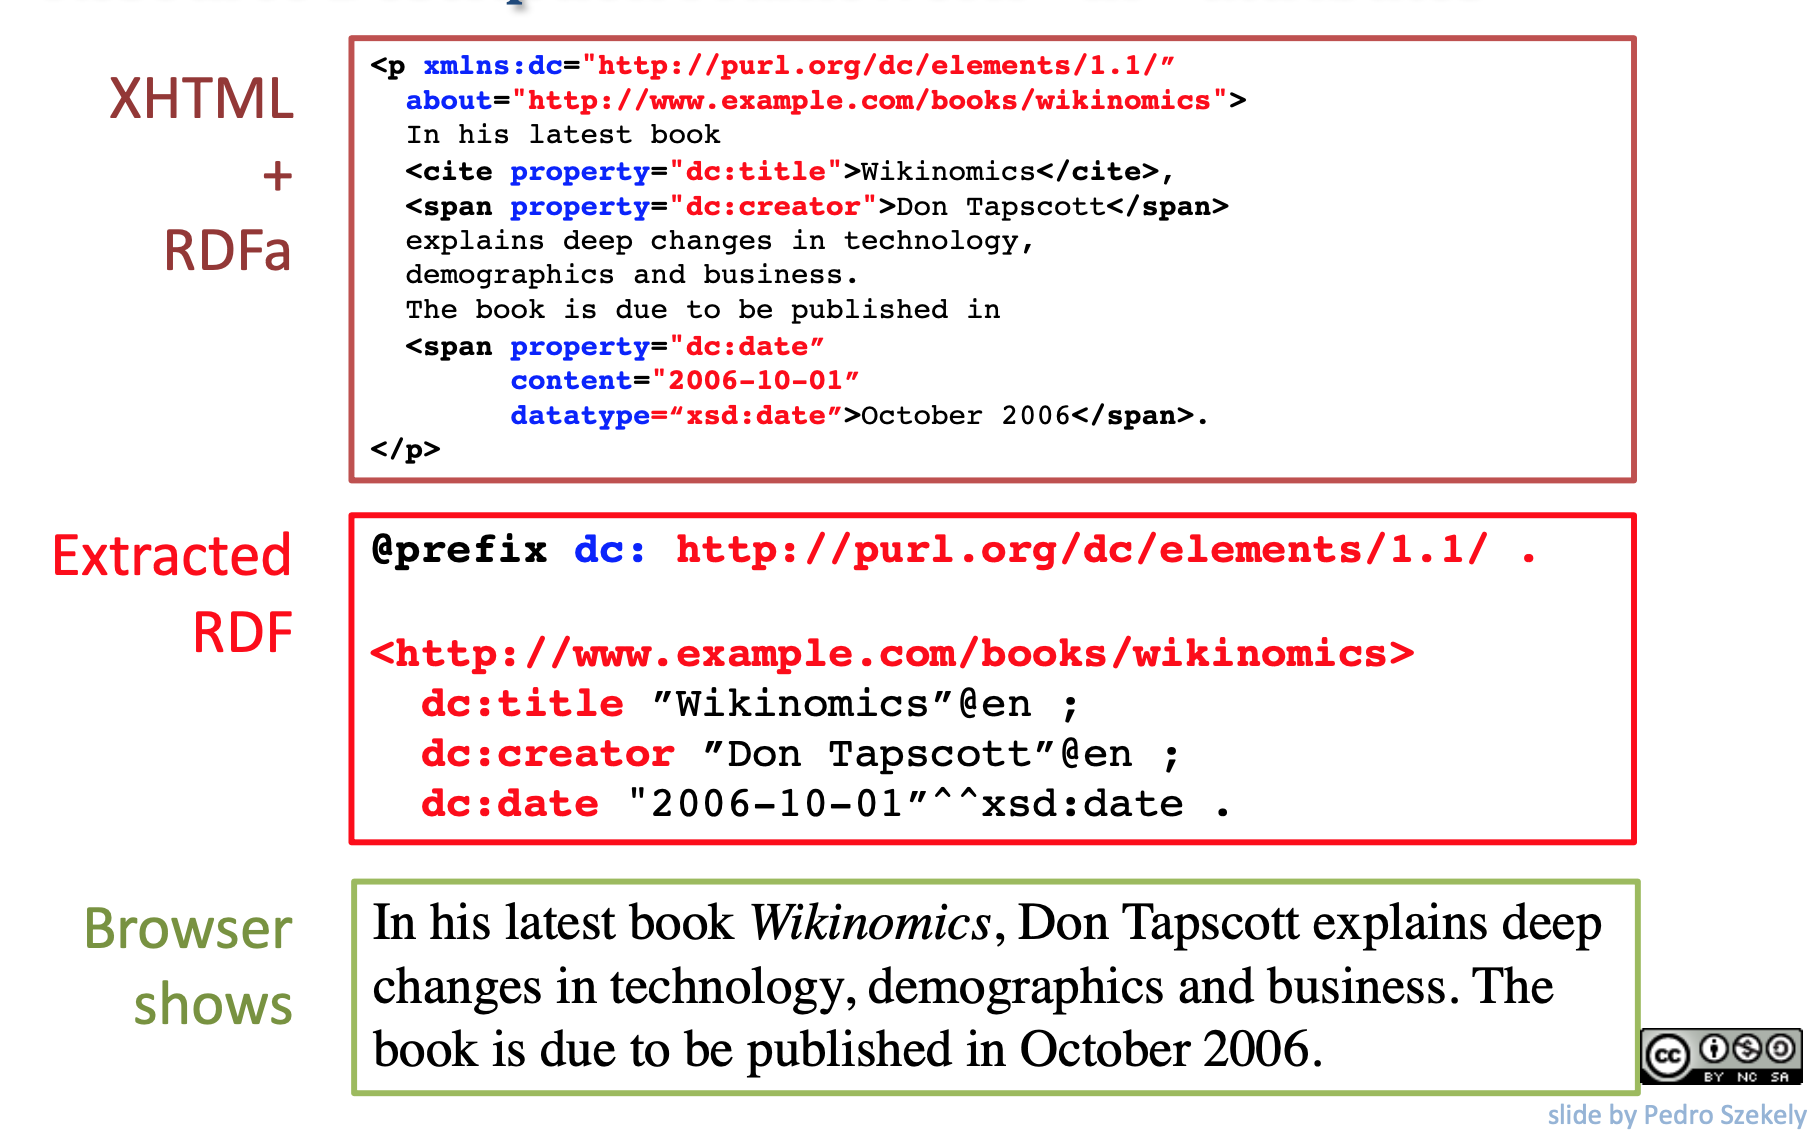 XHTML
+
RDFa
<p xmlns:dc="http://purl.org/dc/elements/1.1/”
about="http://www.example.com/books/wikinomics">
In his latest book
<cite property="dc:title">Wikinomics</cite>,
<span property="dc:creator">Don Tapscott</span>
explains deep changes in technology,
demographics and business.
The book is due to be published in
<span property="dc:date”
content="2006-10-01”
datatype=“xsd:date”>October 2006</span>.
</p>
Extracted
RDF
@prefix dc: http://purl.org/dc/elements/1.1/ .
<http://www.example.com/books/wikinomics>
dc:title ”Wikinomics”@en ;
dc:creator ”Don Tapscott”@en ;
dc:date "2006-10-01”^^xsd:date .
Browser
shows
In his latest book Wikinomics, Don Tapscott explains deep
changes in technology, demographics and business. The
book is due to be published in October 2006.
cc
BY NC SA
slide by Pedro Szekely